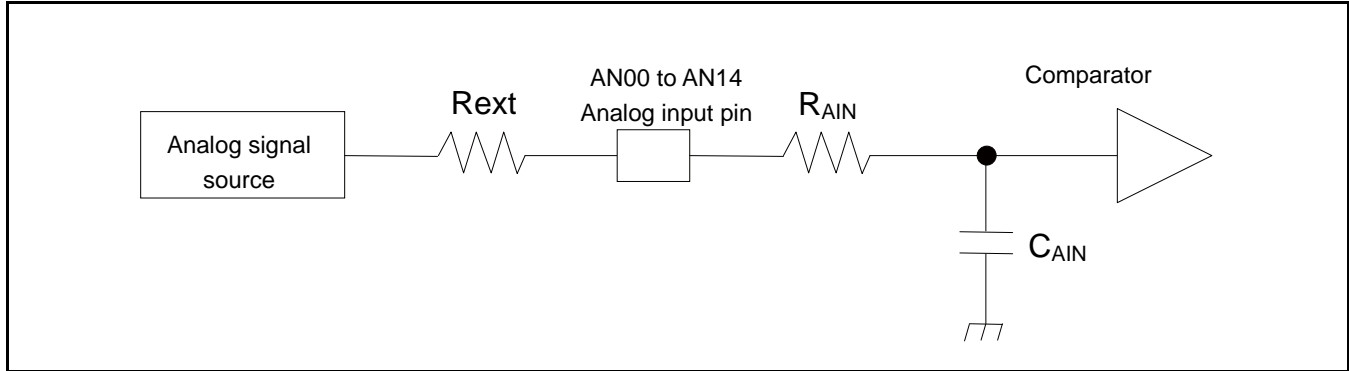 AN00 to AN14
Analog input pin
Comparator
Rext
RAIN
Analog signal
source
CAIN